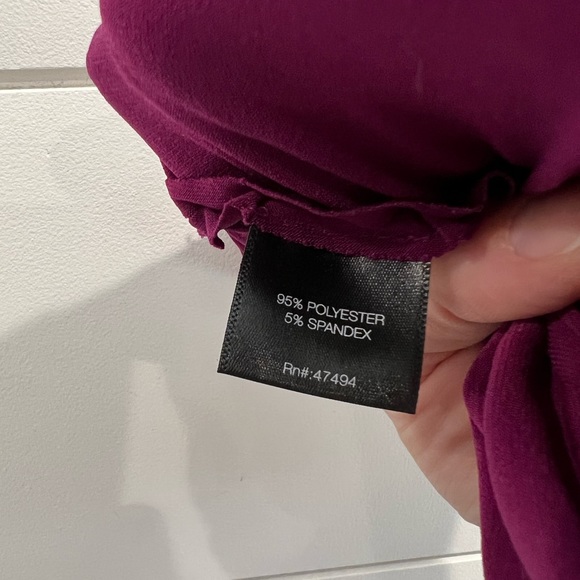 95% POLYESTER
5% SPANDEX
Rn#:47494